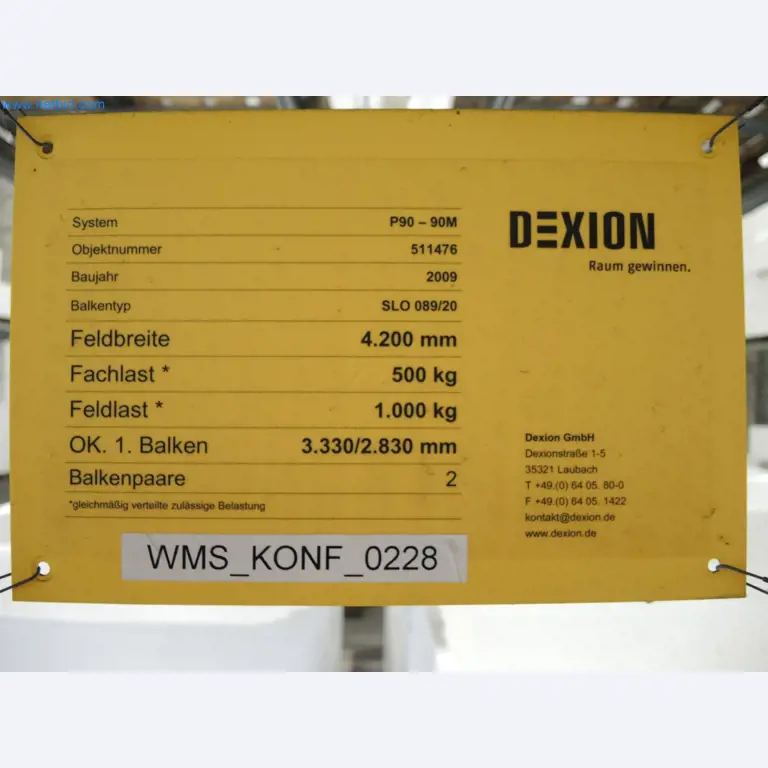 System P90 – 90M
Objektnummer 511476
Baujahr 2009
Balkentyp SLO 089/20
Feldbreite 4.200 mm
Fachlast * 500 kg
Feldlast * 1.000 kg
OK. 1. Balken 3.330/2.830 mm
Balkenpaare 2
*gleichmäßig verteilte zulässige Belastung
WMS_KONF_0228
DEXION
Raum gewinnen.
Dexion GmbH
Dexionstraße 1-5
35321 Laubach
T +49.(0) 64 05. 80-0
F +49.(0) 64 05. 1422
kontakt@dexion.de
www.dexion.de